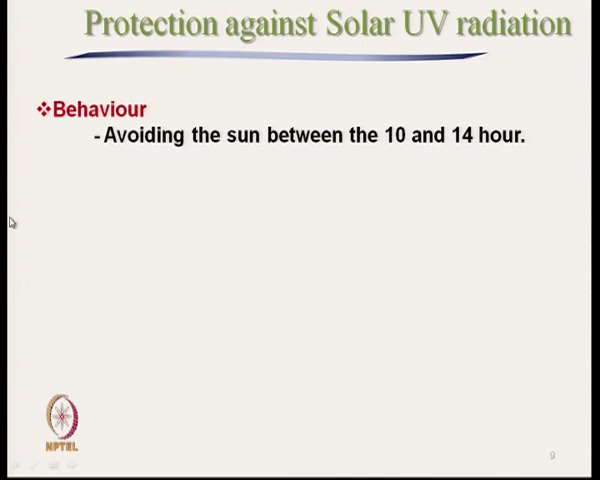 Protection against Solar UV radiation
❖Behaviour
- Avoiding the sun between the 10 and 14 hour.
NPTEL
9